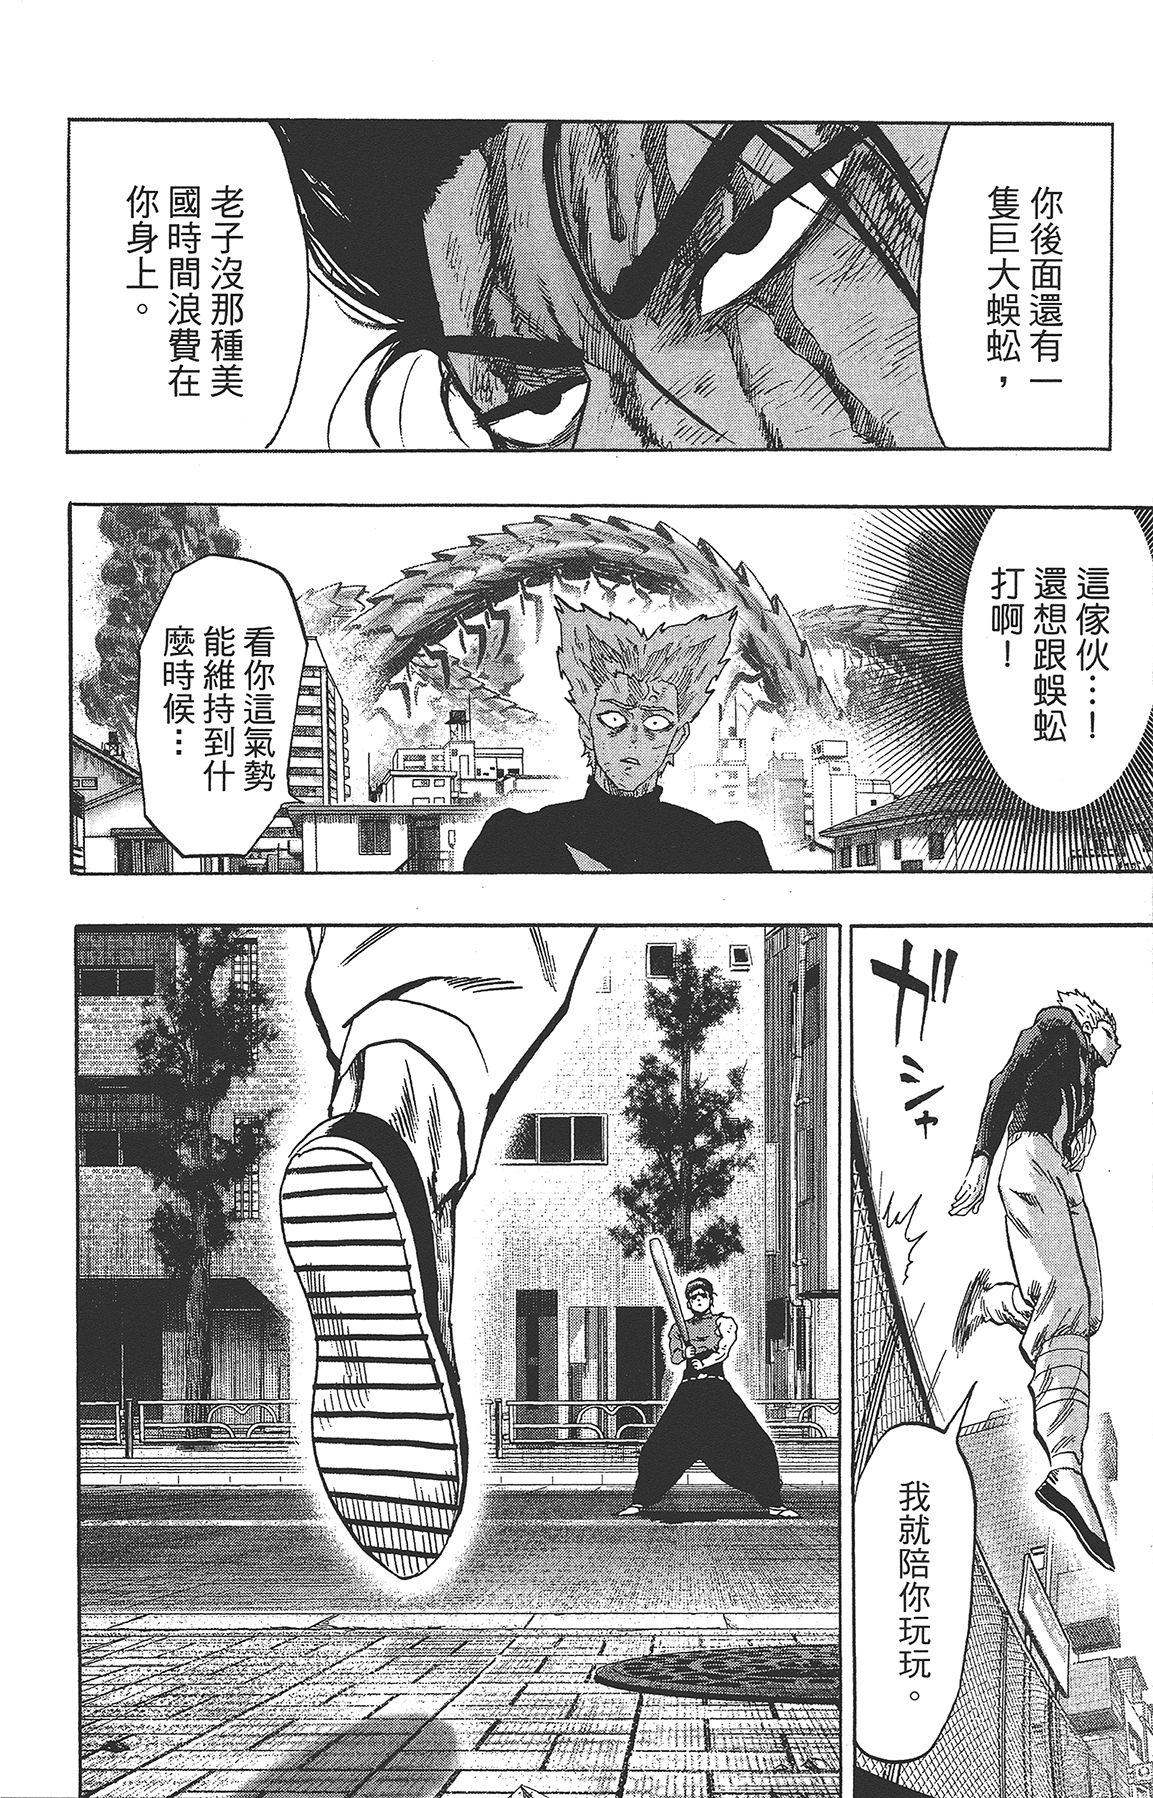 你後面還有一
隻巨大蜈蚣，
老子沒那種美
國時間浪費在
你身上。
這傢伙…！
還想跟蜈蚣
打啊！
看你這氣勢
能維持到什
麼時候…
ガシャ
我就陪你玩玩。